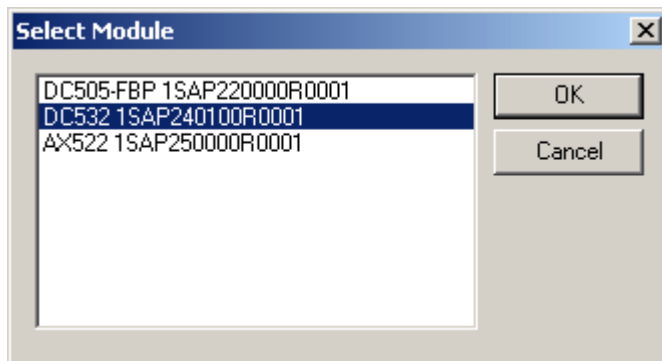 Select Module
DC505-FBP 1SAP220000R0001
DC532 1SAP240100R0001
AX522 1SAP250000R0001
OK
Cancel